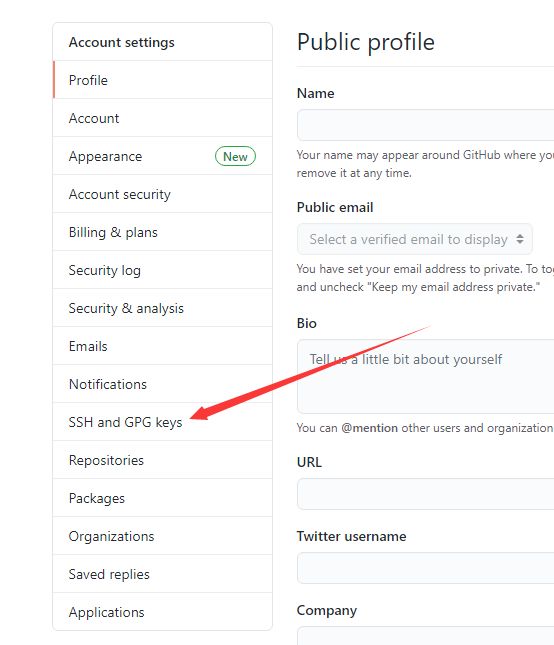 Account settings
Profile
Account
Appearance New
Account security
Billing & plans
Security log
Security & analysis
Emails
Notifications
SSH and GPG keys
Repositories
Packages
Organizations
Saved replies
Applications
Public profile
Name
Your name may appear around GitHub where you
remove it at any time.
Public email
Select a verified email to display
You have set your email address to private. To tog
and uncheck "Keep my email address private."
Bio
Tell us a little bit about yourself
You can @mention other users and organization
URL
Twitter username
Company